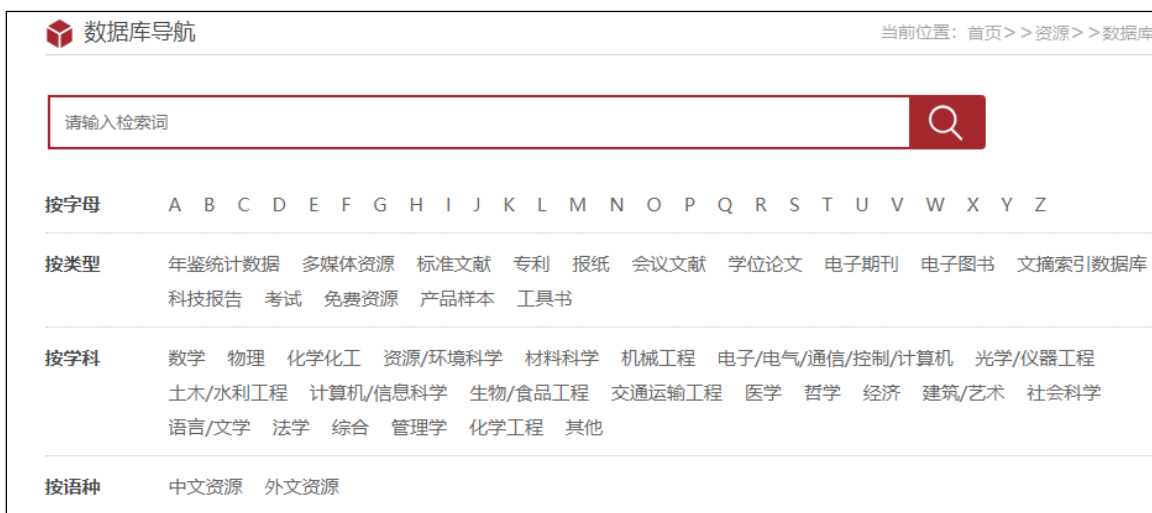 数据库导航
当前位置：首页>>资源>>数据库
请输入检索词
按字母 A B C D E F G H I J K L M N O P Q R S T U V W X Y Z
按类型 年鉴统计数据 多媒体资源 标准文献 专利 报纸 会议文献 学位论文 电子期刊 电子图书 文摘索引数据库
科技报告 考试 免费资源 产品样本 工具书
按学科 数学 物理 化学化工 资源/环境科学 材料科学 机械工程 电子/电气/通信/控制/计算机 光学/仪器工程
土木/水利工程 计算机/信息科学 生物/食品工程 交通运输工程 医学 哲学 经济 建筑/艺术 社会科学
语言/文学 法学 综合 管理学 化学工程 其他
按语种 中文资源 外文资源